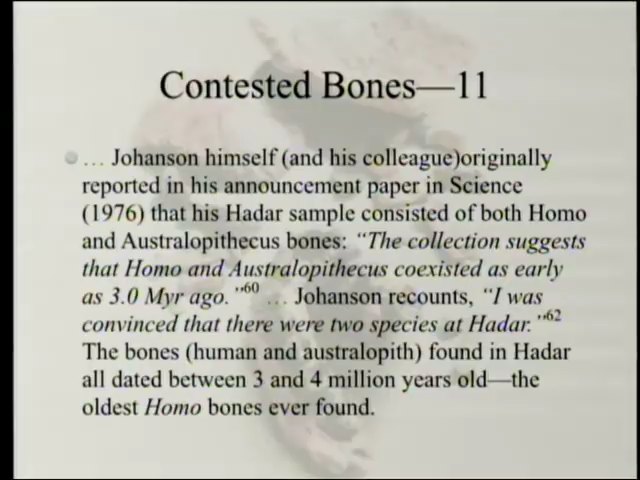 Contested Bones—11
… Johanson himself (and his colleague)originally
reported in his announcement paper in Science
(1976) that his Hadar sample consisted of both Homo
and Australopithecus bones: "The collection suggests
that Homo and Australopithecus coexisted as early
as 3.0 Myr ago."60 … Johanson recounts, "I was
convinced that there were two species at Hadar."62
The bones (human and australopith) found in Hadar
all dated between 3 and 4 million years old—the
oldest Homo bones ever found.